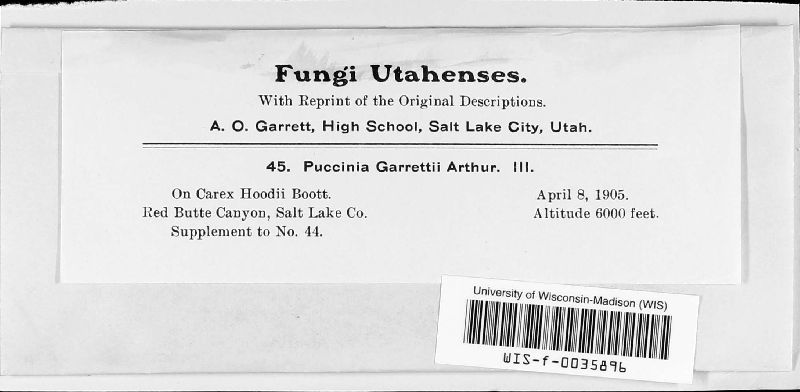 Fungi Utahenses.
With Reprint of the Original Descriptions.
A. O. Garrett, High School, Salt Lake City, Utah.
45. Puccinia Garrettii Arthur. III.
On Carex Hoodii Boott. April 8, 1905.
Red Butte Canyon, Salt Lake Co. Altitude 6000 feet.
Supplement to No. 44.
University of Wisconsin-Madison (WIS)
WIS-f-0035896